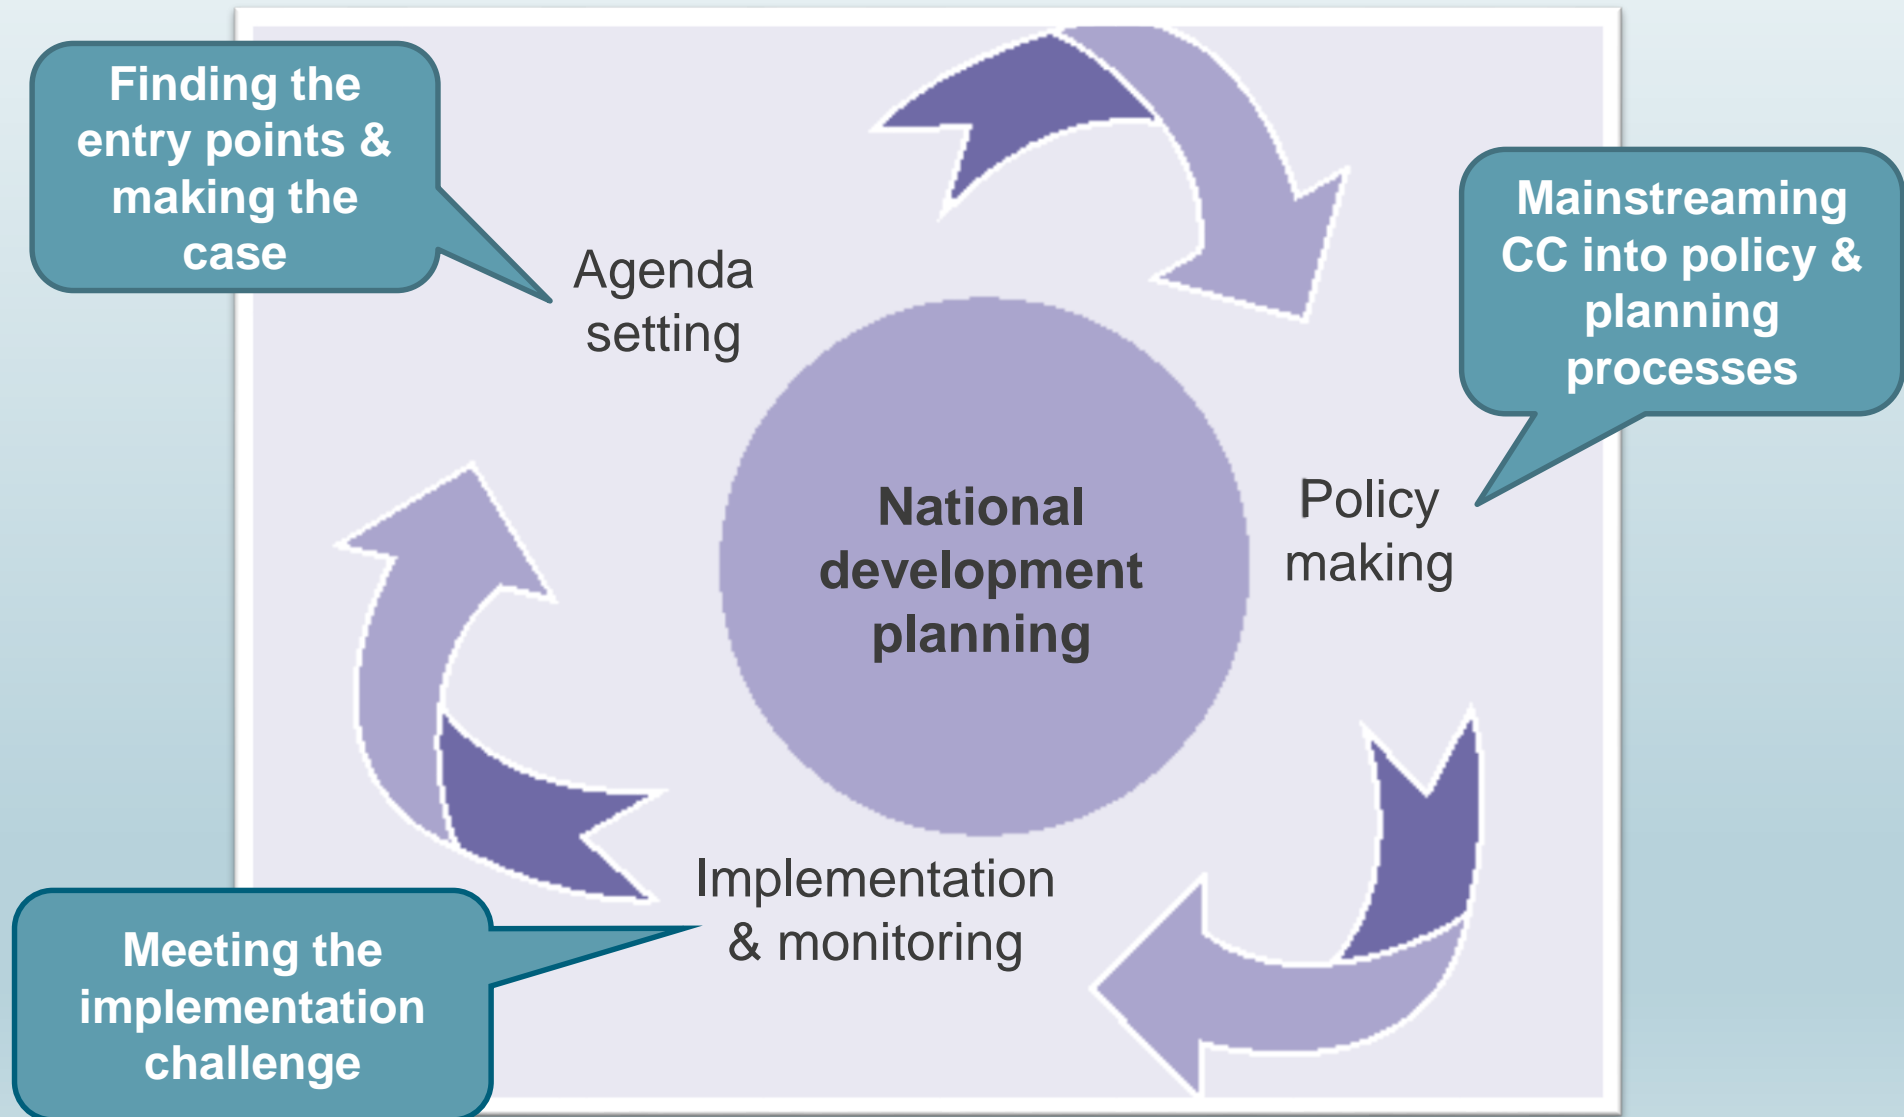 Finding the
entry points &
making the
case
Agenda
setting
Mainstreaming
CC into policy &
planning
processes
Policy
making
National
development
planning
Implementation
& monitoring
Meeting the
implementation
challenge